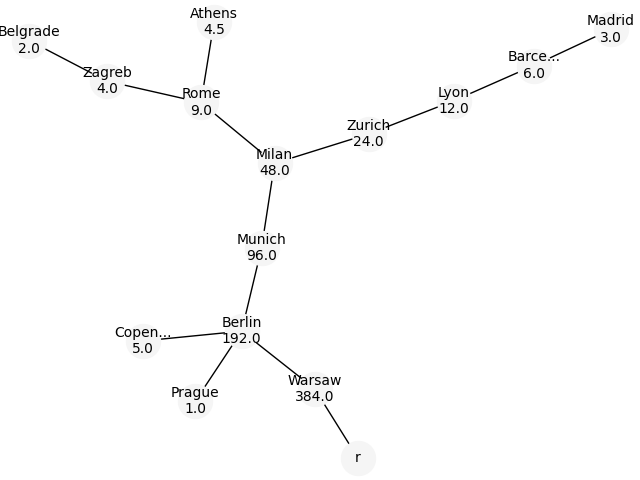 Athens
4.5
Madrid
3.0
Belgrade
2.0
Barce...
6.0
Zagreb
4.0
Rome
9.0
Lyon
12.0
Zurich
24.0
Milan
48.0
Munich
96.0
Berlin
192.0
Copen...
5.0
Warsaw
384.0
Prague
1.0
r